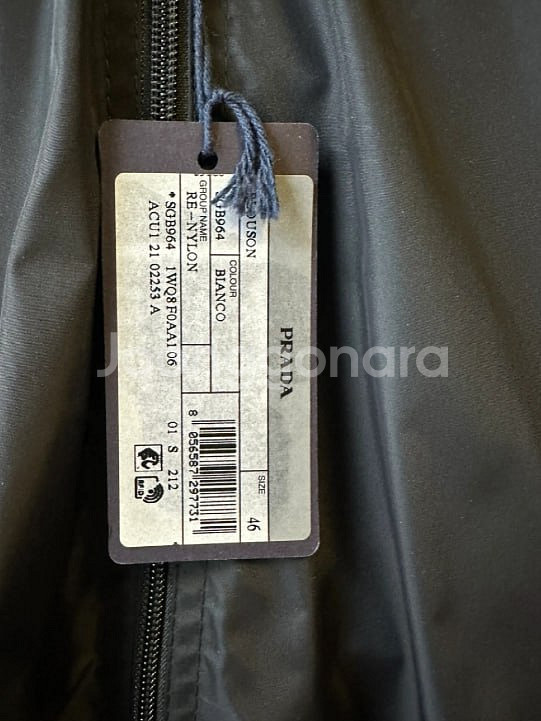 PRADA
SIZE
46
OUSON
SGB964
COLOUR
BIANCO
GROUP NAME
RE-NYLON
8 056587 297731
* SGB964 1WQ8 F0AA1 06
01 S 212
ACU1 21 02253 A